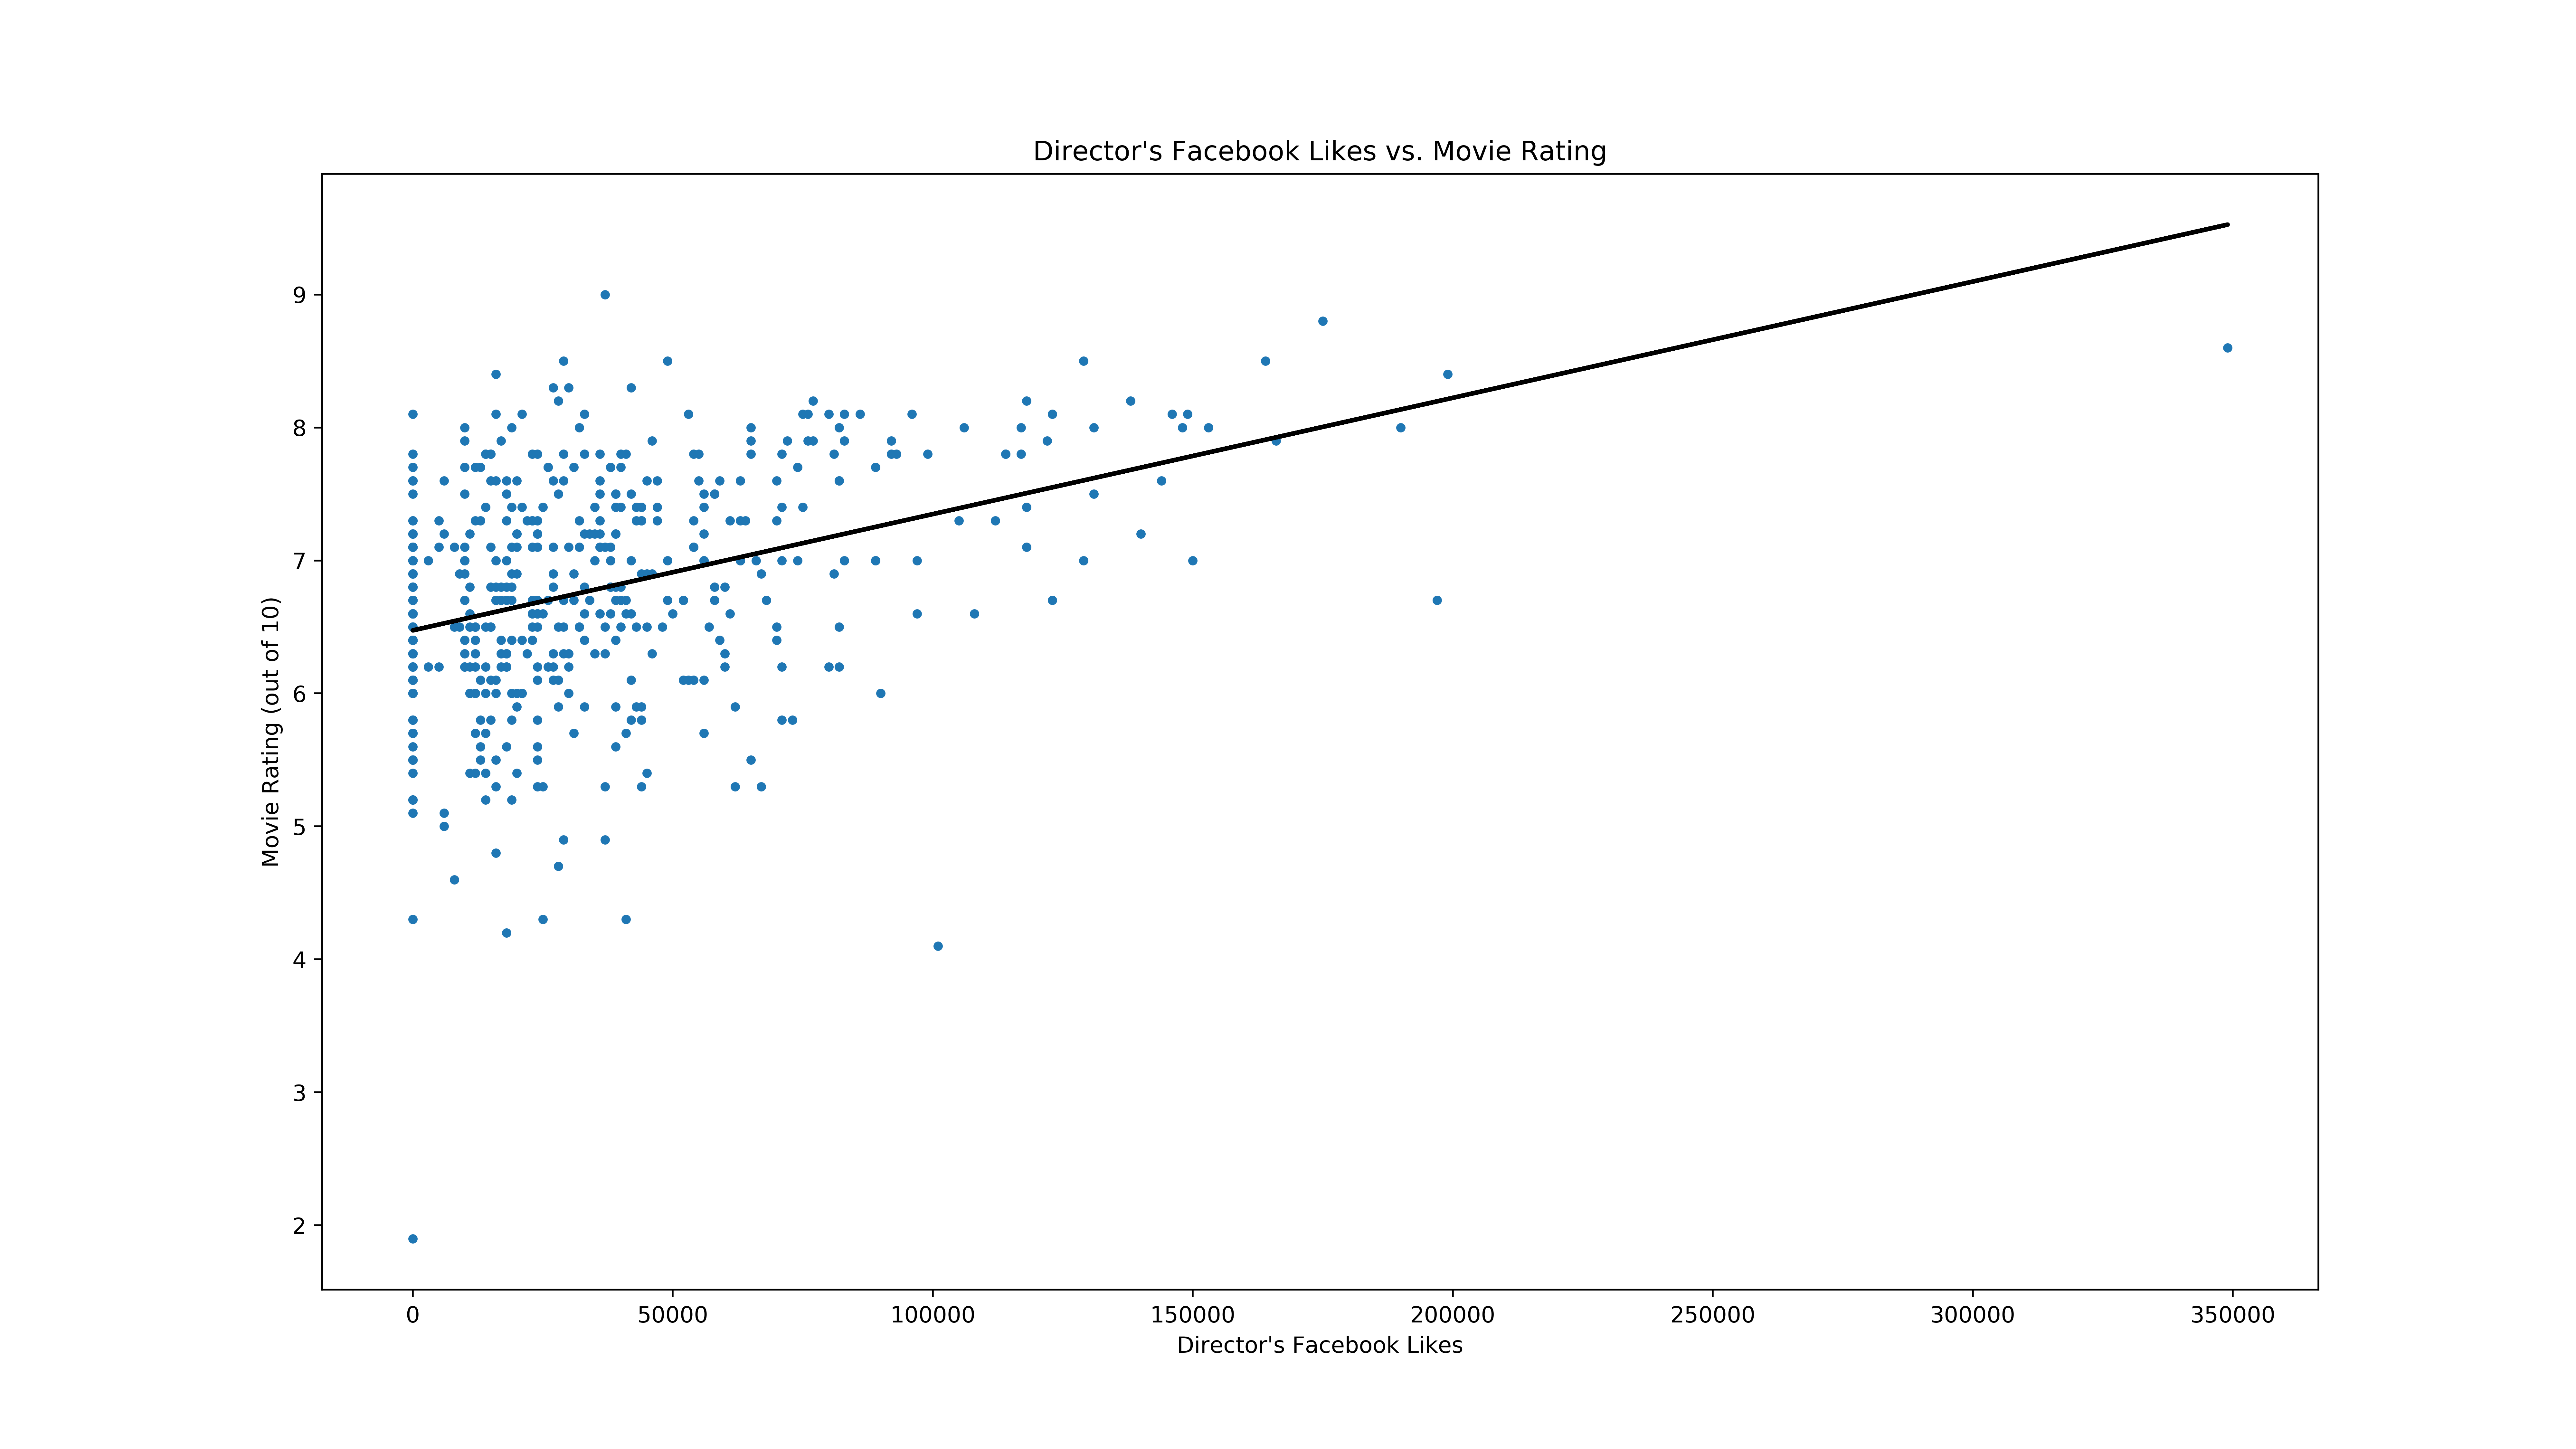 Director's Facebook Likes vs. Movie Rating
Movie Rating (out of 10)
9
8
7
6
5
4
3
2
0 50000 100000 150000 200000 250000 300000 350000
Director's Facebook Likes